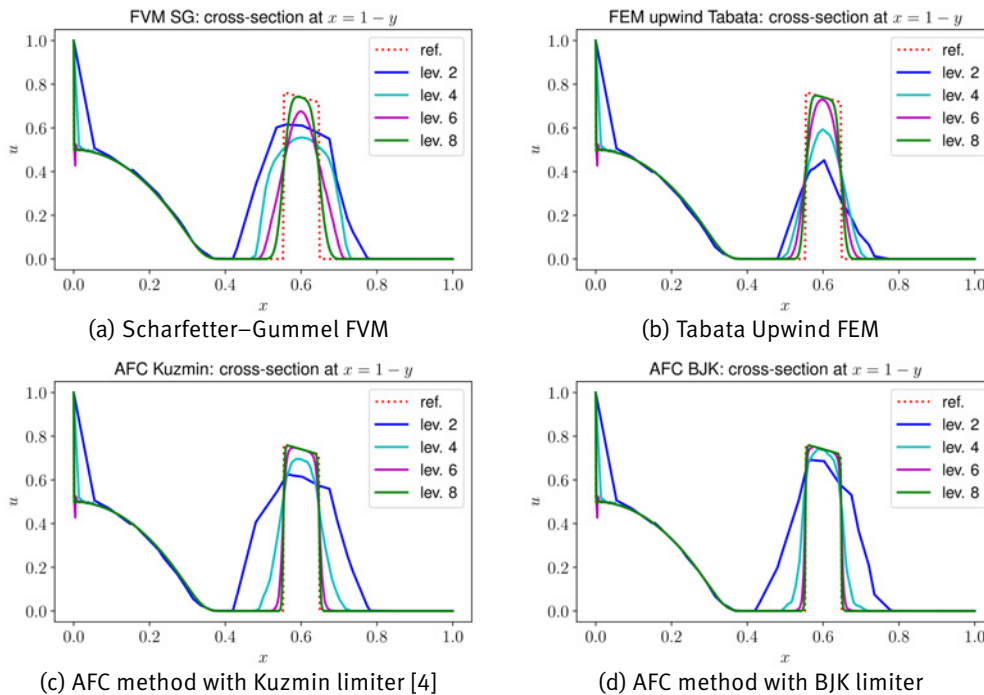 FVM SG: cross-section at x = 1 − y
1.0
0.8
0.6
0.4
0.2
0.0
u
ref.
lev. 2
lev. 4
lev. 6
lev. 8
0.0 0.2 0.4 0.6 0.8 1.0
x
(a) Scharfetter–Gummel FVM
FEM upwind Tabata: cross-section at x = 1 − y
1.0
0.8
0.6
0.4
0.2
0.0
u
ref.
lev. 2
lev. 4
lev. 6
lev. 8
0.0 0.2 0.4 0.6 0.8 1.0
x
(b) Tabata Upwind FEM
AFC Kuzmin: cross-section at x = 1 − y
1.0
0.8
0.6
0.4
0.2
0.0
u
ref.
lev. 2
lev. 4
lev. 6
lev. 8
0.0 0.2 0.4 0.6 0.8 1.0
x
(c) AFC method with Kuzmin limiter [4]
AFC BJK: cross-section at x = 1 − y
1.0
0.8
0.6
0.4
0.2
0.0
u
ref.
lev. 2
lev. 4
lev. 6
lev. 8
0.0 0.2 0.4 0.6 0.8 1.0
x
(d) AFC method with BJK limiter